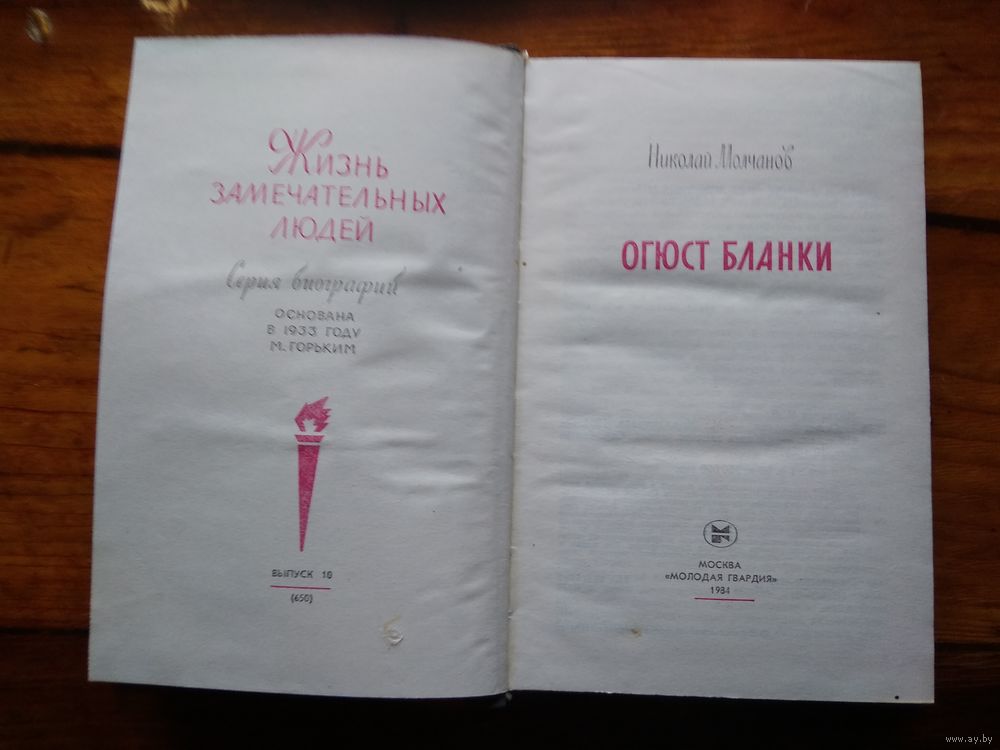 Жизнь
ЗАМЕЧАТЕЛЬНЫХ
ЛЮДЕЙ
Серия биографий
ОСНОВАНА
В 1933 ГОДУ
М. ГОРЬКИМ
ВЫПУСК 10
(650)
Николай Молчанов
ОГЮСТ БЛАНКИ
МОСКВА
«МОЛОДАЯ ГВАРДИЯ»
1984
www.ay.by